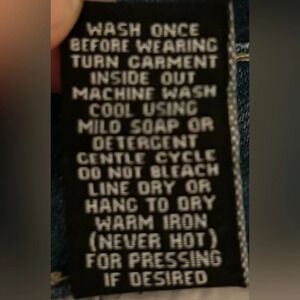 WASH ONCE
BEFORE WEARING
TURN GARMENT
INSIDE OUT
MACHINE WASH
COOL USING
MILD SOAP OR
DETERGENT
GENTLE CYCLE
DO NOT BLEACH
LINE DRY OR
HANG TO DRY
WARM IRON
(NEVER HOT)
FOR PRESSING
IF DESIRED